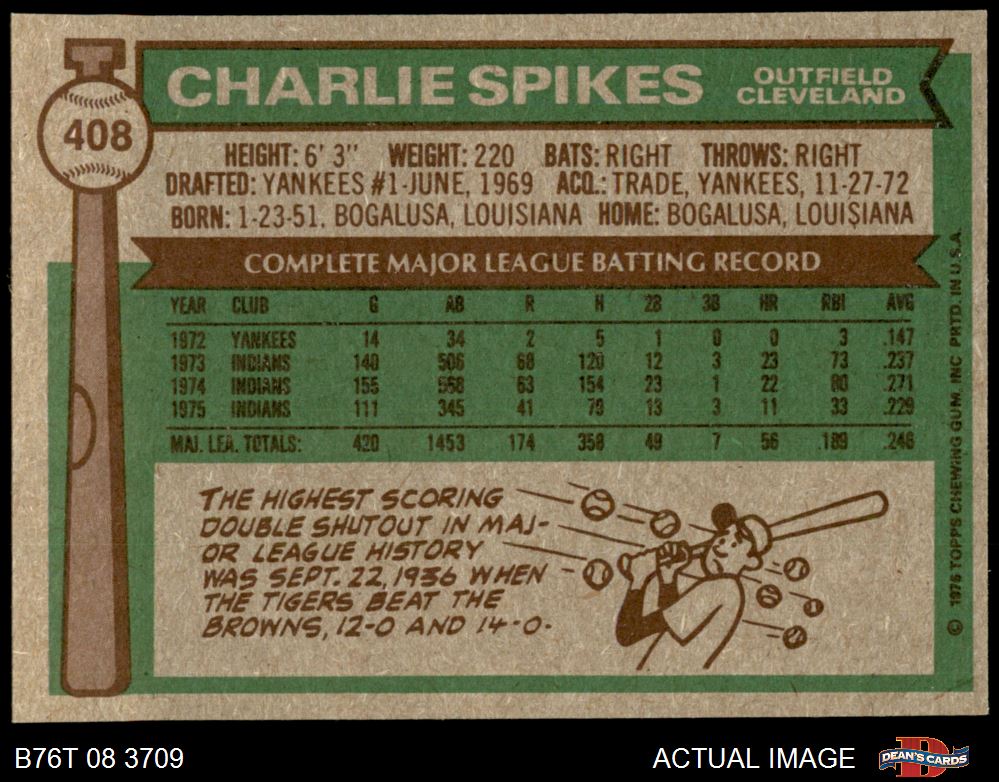 408
CHARLIE SPIKES
OUTFIELD
CLEVELAND
HEIGHT: 6' 3" WEIGHT: 220 BATS: RIGHT THROWS: RIGHT
DRAFTED: YANKEES #1-JUNE, 1969 ACQ.: TRADE, YANKEES, 11-27-72
BORN: 1-23-51. BOGALUSA, LOUISIANA HOME: BOGALUSA, LOUISIANA
COMPLETE MAJOR LEAGUE BATTING RECORD
YEAR CLUB G AB R H 2B 3B HR RBI AVG
1972 YANKEES 14 34 2 5 1 0 0 3 .147
1973 INDIANS 140 506 68 120 12 3 23 73 .237
1974 INDIANS 155 568 63 154 23 1 22 80 .271
1975 INDIANS 111 345 41 79 13 3 11 33 .229
MAJ. LEA. TOTALS: 420 1453 174 358 49 7 56 189 .246
THE HIGHEST SCORING
DOUBLE SHUTOUT IN MAJ-
OR LEAGUE HISTORY
WAS SEPT. 22, 1936 WHEN
THE TIGERS BEAT THE
BROWNS, 12-0 AND 14-0.
© 1976 TOPPS CHEWING GUM, INC PRTD. IN U.S.A.
B76T 08 3709
ACTUAL IMAGE
DEAN'S CARDS